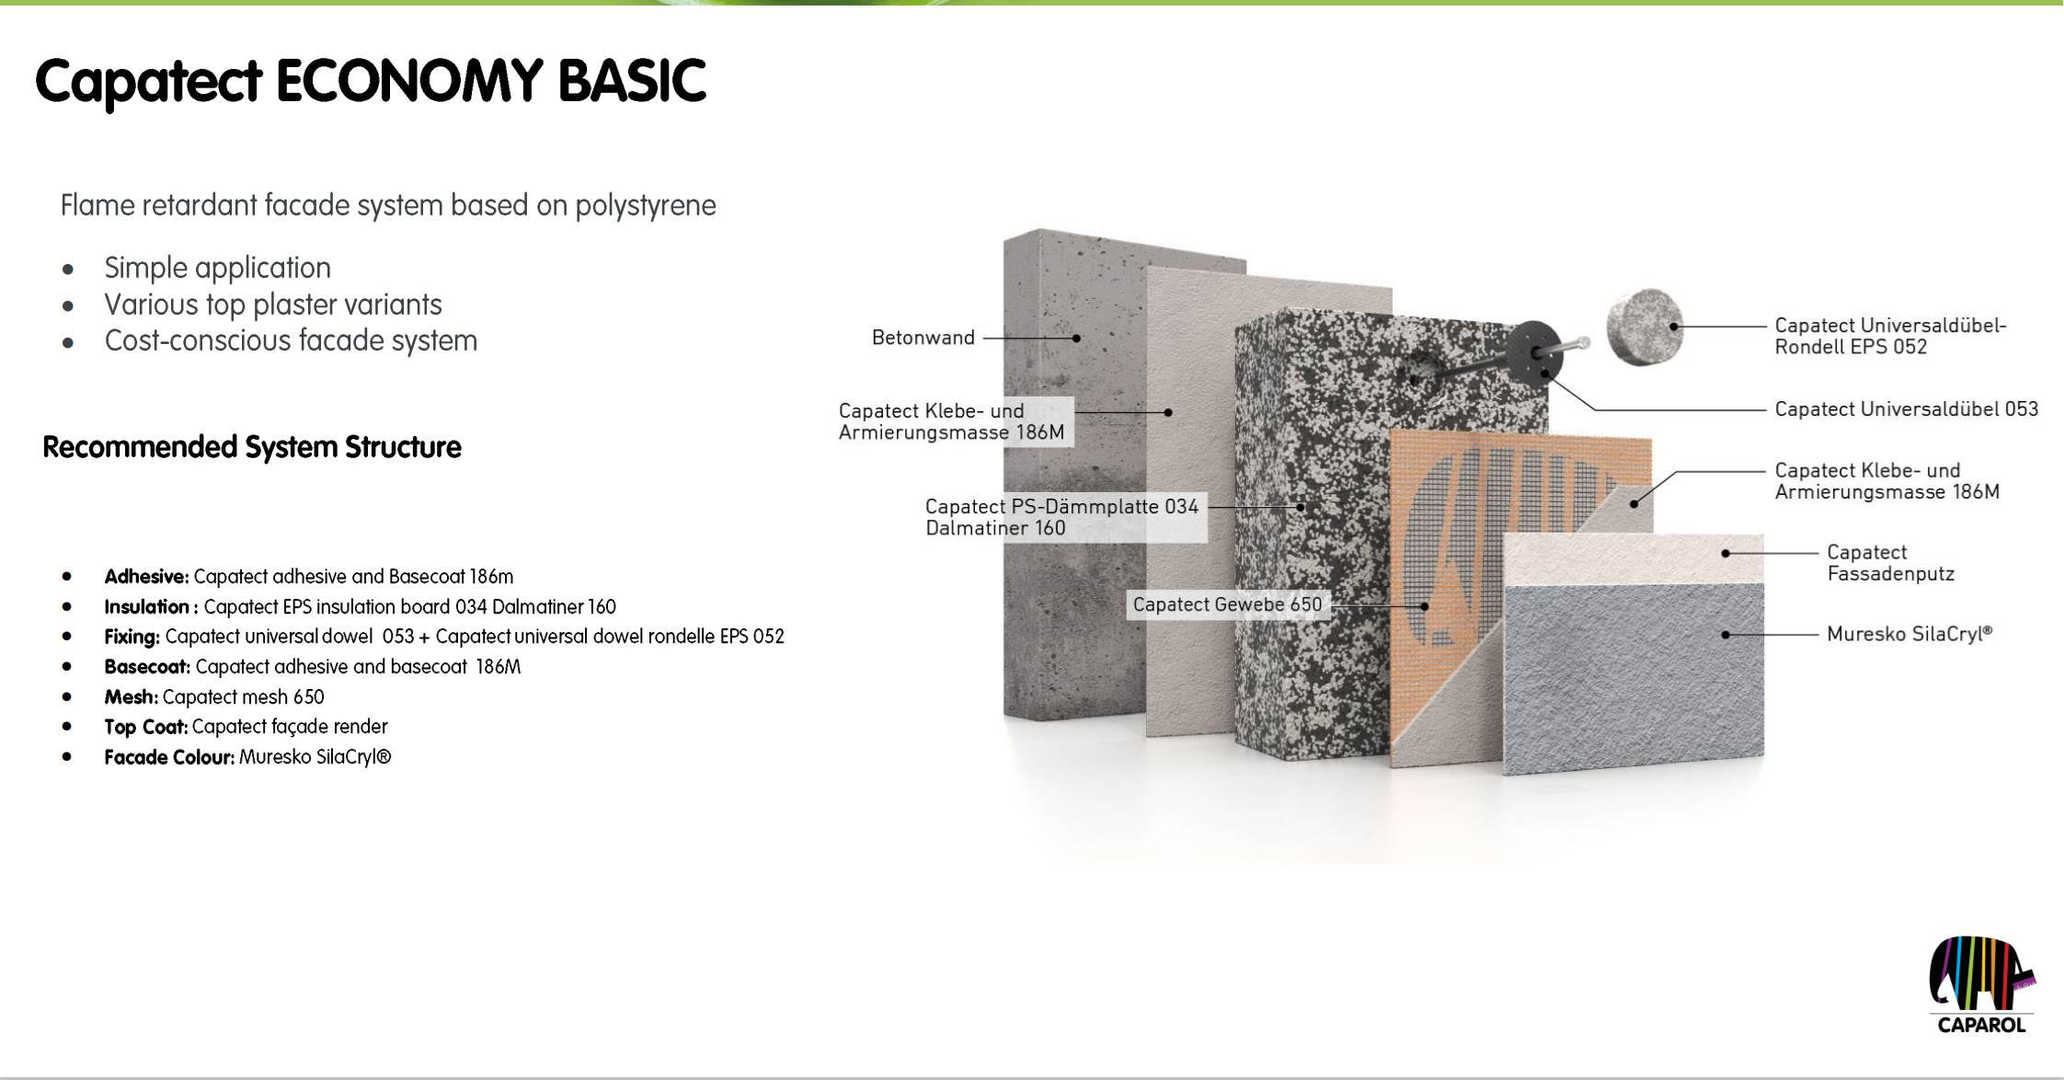 Capatect ECONOMY BASIC
Flame retardant facade system based on polystyrene
• Simple application
• Various top plaster variants
• Cost-conscious facade system
Recommended System Structure
• Adhesive: Capatect adhesive and Basecoat 186m
• Insulation : Capatect EPS insulation board 034 Dalmatiner 160
• Fixing: Capatect universal dowel 053 + Capatect universal dowel rondelle EPS 052
• Basecoat: Capatect adhesive and basecoat 186M
• Mesh: Capatect mesh 650
• Top Coat: Capatect façade render
• Facade Colour: Muresko SilaCryl®
Betonwand
Capatect Klebe- und
Armierungsmasse 186M
Capatect PS-Dämmplatte 034
Dalmatiner 160
Capatect Gewebe 650
Capatect Universaldübel-
Rondell EPS 052
Capatect Universaldübel 053
Capatect Klebe- und
Armierungsmasse 186M
Capatect
Fassadenputz
Muresko SilaCryl®
CAPAROL